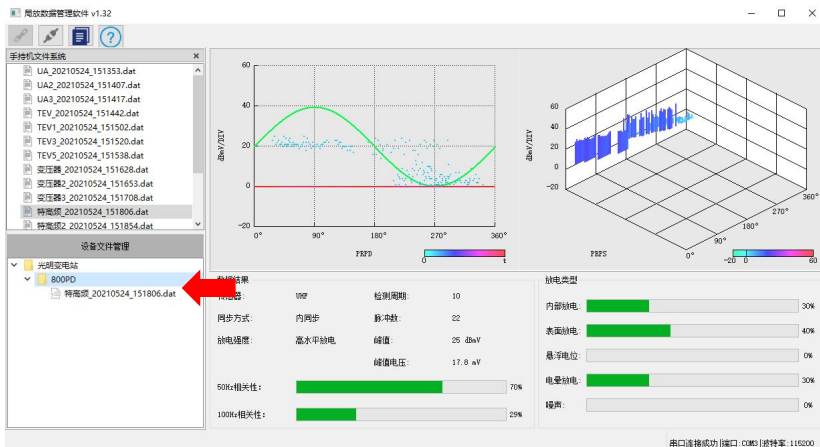 局放数据管理软件 v1.32
手持机文件系统
UA_20210524_151353.dat
UA2_20210524_151407.dat
UA3_20210524_151417.dat
TEV_20210524_151442.dat
TEV1_20210524_151502.dat
TEV3_20210524_151520.dat
TEV5_20210524_151538.dat
变压器_20210524_151628.dat
变压器2_20210524_151653.dat
变压器3_20210524_151708.dat
特高频_20210524_151806.dat
特高频2_20210524_151854.dat
设备文件管理
光明变电站
800PD
特高频_20210524_151806.dat
dBmV/DIV
60
40
20
0
-20
0° 90° 180° 270° 360°
PRPD
0 t
dBmV/DIV
60
40
20
0
-20
0° 90° 180° 270° 360°
PRPS
-20 0 60
UHF 检测周期: 10
同步方式: 内同步 脉冲数: 22
放电强度: 高水平放电 峰值: 25 dBmV
峰值电压: 17.8 mV
50Hz相关性: 70%
100Hz相关性: 29%
放电类型
内部放电: 30%
表面放电: 40%
悬浮电位: 0%
电晕放电: 30%
噪声: 0%
串口连接成功|端口:COM3|波特率:115200